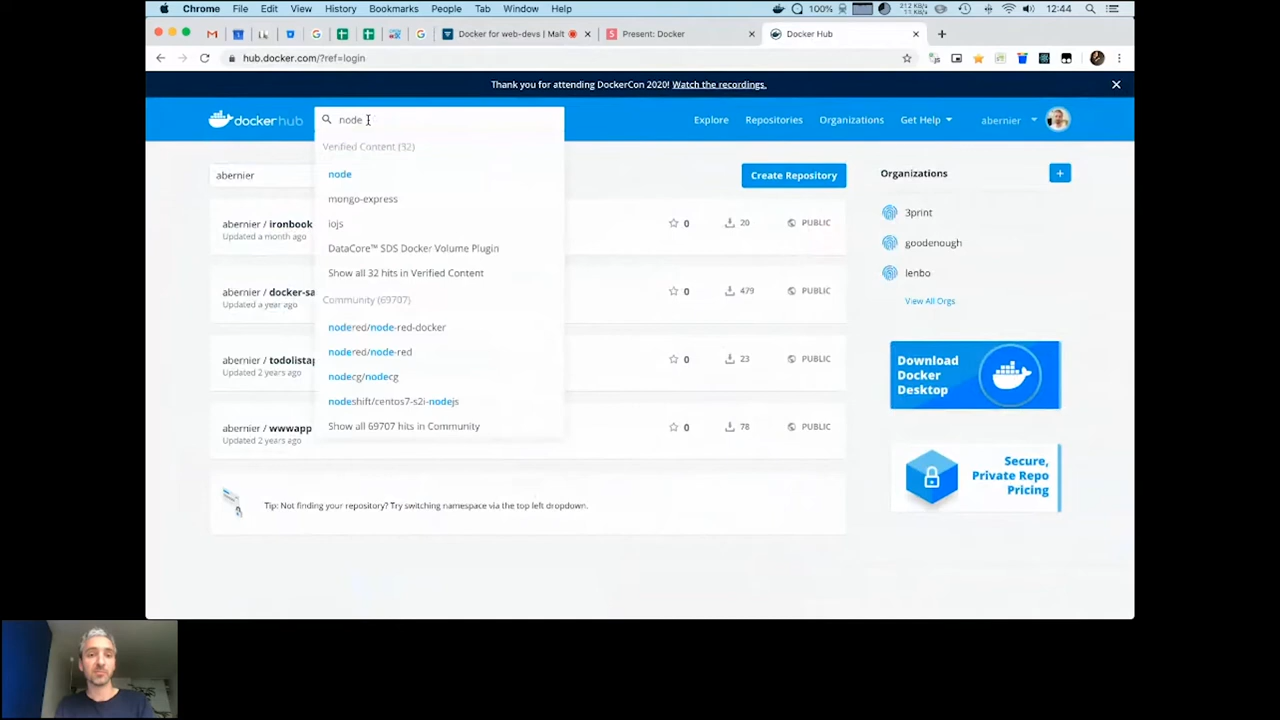 Chrome File Edit View History Bookmarks People Tab Window Help 100% 212 KB/s 11 KB/s 12:44
Docker for web-devs | Malt Present: Docker Docker Hub
hub.docker.com/?ref=login
Thank you for attending DockerCon 2020! Watch the recordings.
dockerhub node Explore Repositories Organizations Get Help abernier
Verified Content (32)
node
mongo-express
iojs
DataCore™ SDS Docker Volume Plugin
Show all 32 hits in Verified Content
Community (69707)
nodered/node-red-docker
nodered/node-red
nodecg/nodecg
nodeshift/centos7-s2i-nodejs
Show all 69707 hits in Community
abernier
Create Repository
abernier / ironbook 0 20 PUBLIC
Updated a month ago
abernier / docker-sa 0 479 PUBLIC
Updated a year ago
abernier / todolistap 0 23 PUBLIC
Updated 2 years ago
abernier / wwwapp 0 78 PUBLIC
Updated 2 years ago
Tip: Not finding your repository? Try switching namespace via the top left dropdown.
Organizations
3print
goodenough
lenbo
View All Orgs
Download
Docker
Desktop
Secure,
Private Repo
Pricing